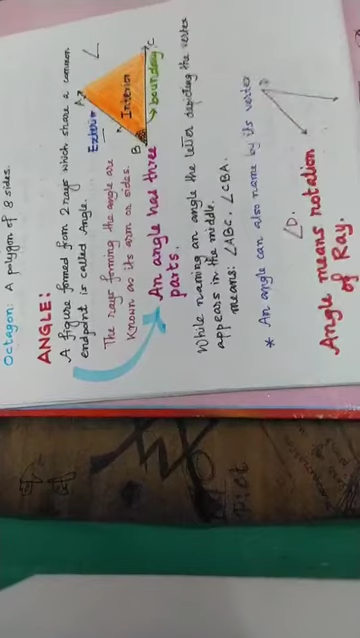 Octagon: A polygon of 8 sides.
ANGLE:
A figure formed from 2 rays which share a common
endpoint is called Angle.
The rays forming the angle are
known as its arm or sides.
An angle has three
parts.
A
Exterior
Interior
B
C
boundary
While naming an angle the letter depicting the vertex
appears in the middle.
means: ∠ABC, ∠CBA.
* An angle can also name by its vertex
∠D.
D
Angle means notation
of Ray.